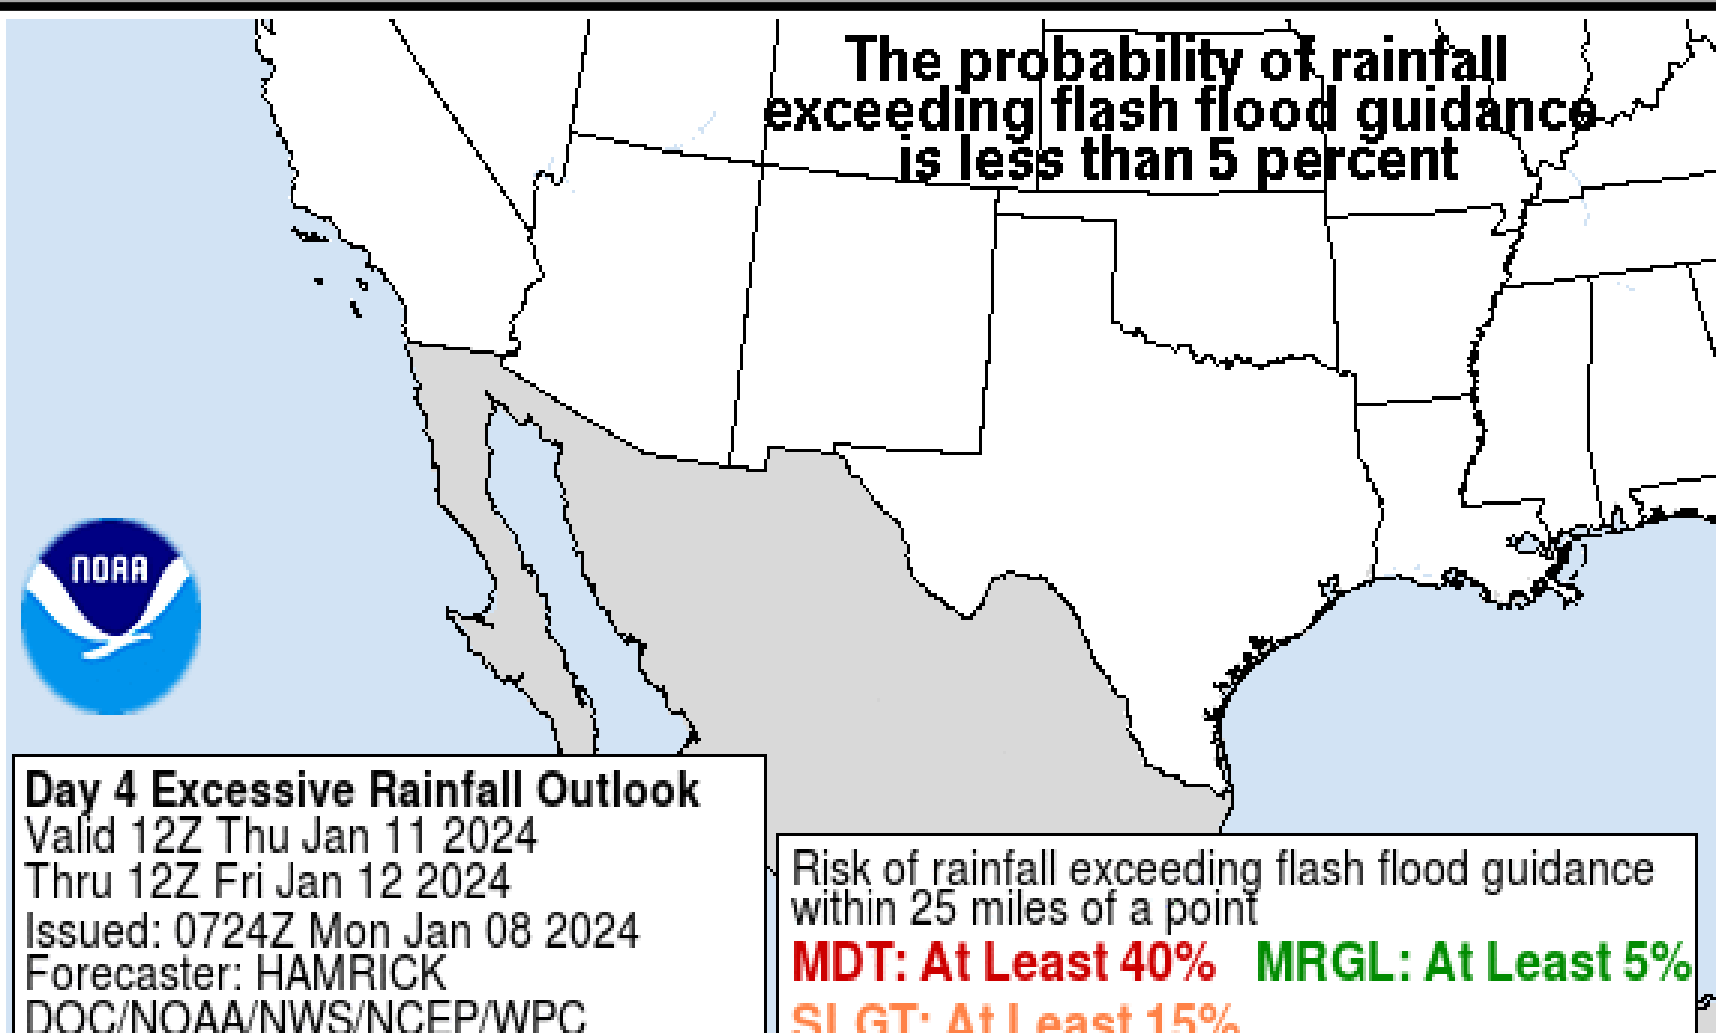 The probability of rainfall
exceeding flash flood guidance
is less than 5 percent
NOAA
Day 4 Excessive Rainfall Outlook
Valid 12Z Thu Jan 11 2024
Thru 12Z Fri Jan 12 2024
Issued: 0724Z Mon Jan 08 2024
Forecaster: HAMRICK
DOC/NOAA/NWS/NCEP/WPC
Risk of rainfall exceeding flash flood guidance
within 25 miles of a point
MDT: At Least 40% MRGL: At Least 5%
SLGT: At Least 15%